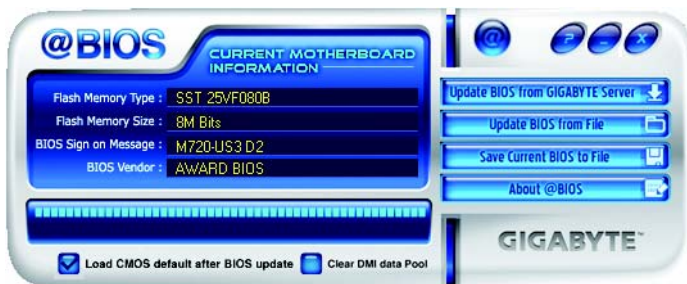 @BIOS
CURRENT MOTHERBOARD
INFORMATION
Flash Memory Type : SST 25VF080B
Flash Memory Size : 8M Bits
BIOS Sign on Message : M720-US3 D2
BIOS Vendor : AWARD BIOS
Load CMOS default after BIOS update Clear DMI data Pool
@ ? _ X
Update BIOS from GIGABYTE Server
Update BIOS from File
Save Current BIOS to File
About @BIOS
GIGABYTE™